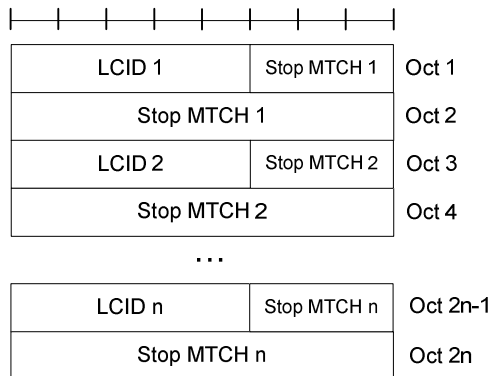 LCID 1 Stop MTCH 1 Oct 1
Stop MTCH 1 Oct 2
LCID 2 Stop MTCH 2 Oct 3
Stop MTCH 2 Oct 4
...
LCID n Stop MTCH n Oct 2n-1
Stop MTCH n Oct 2n